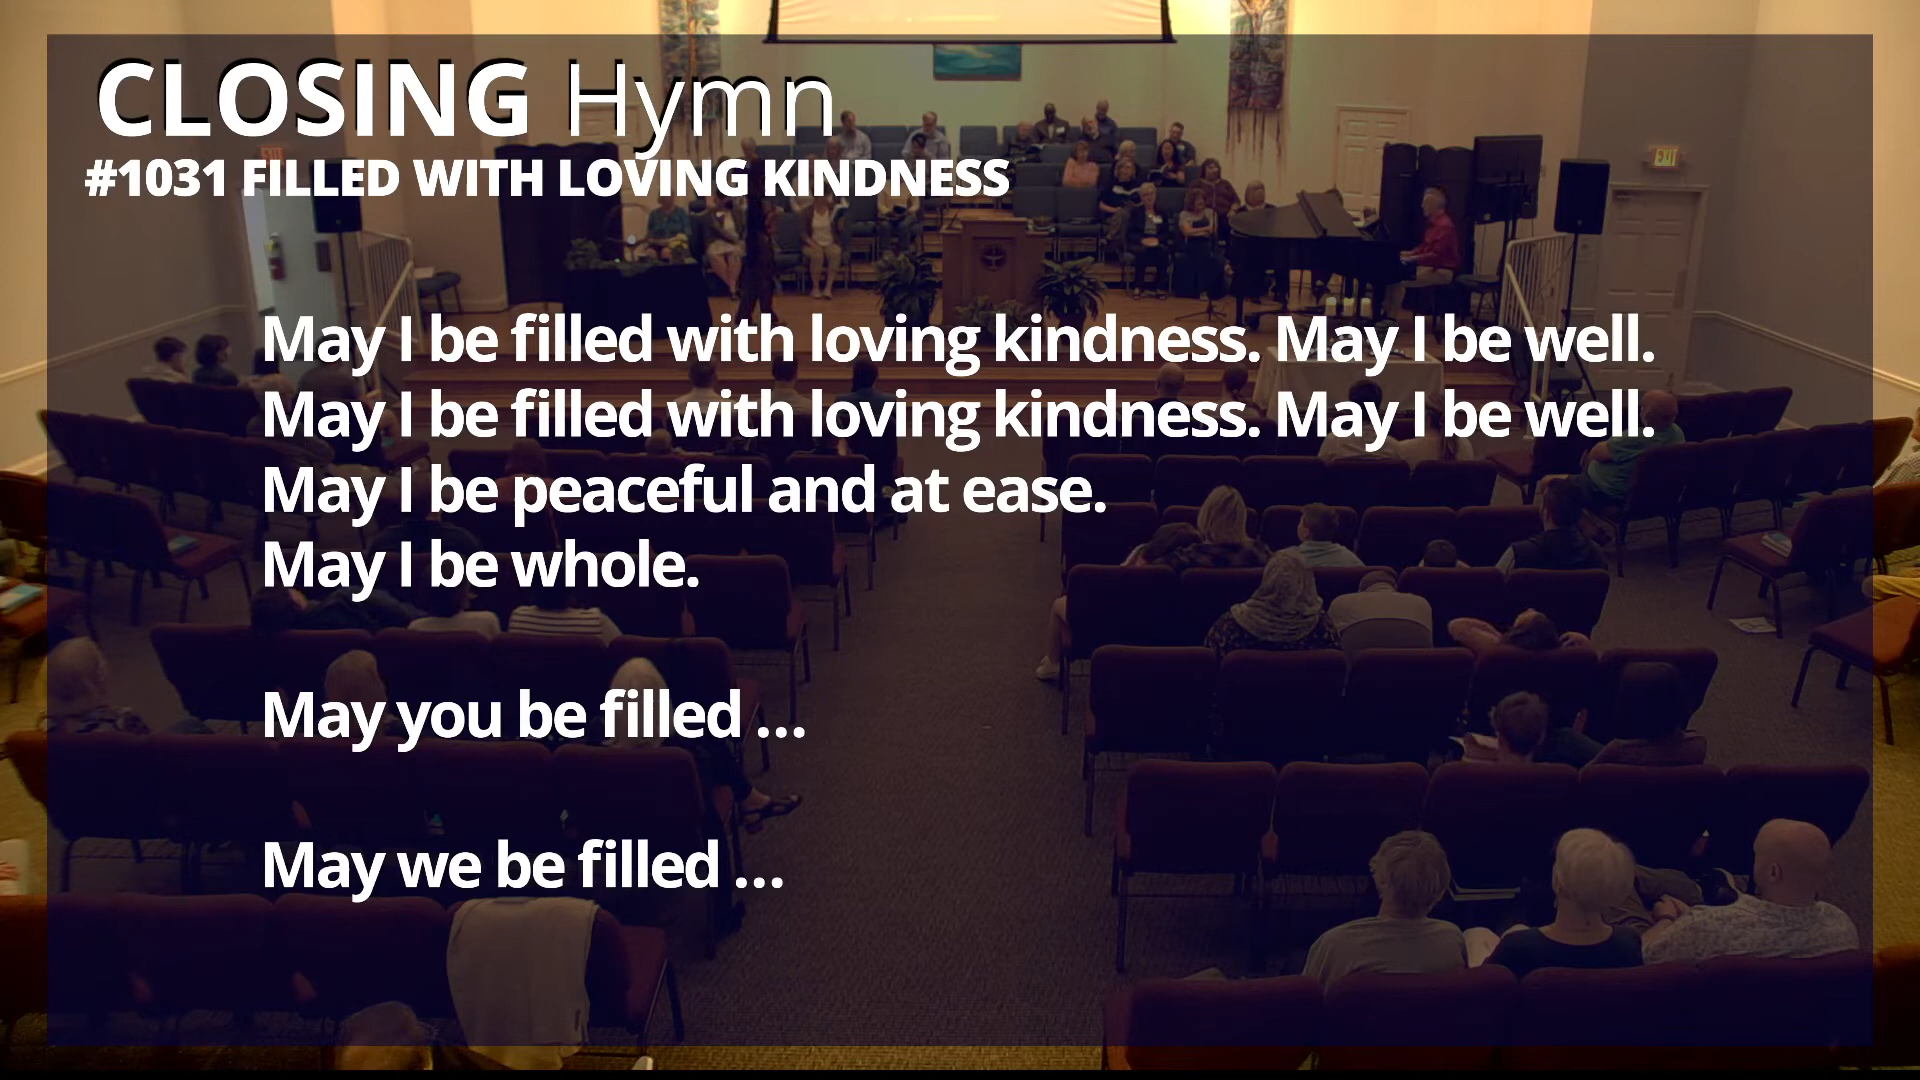 CLOSING Hymn
#1031 FILLED WITH LOVING KINDNESS
May I be filled with loving kindness. May I be well.
May I be filled with loving kindness. May I be well.
May I be peaceful and at ease.
May I be whole.
May you be filled ...
May we be filled ...
EXIT